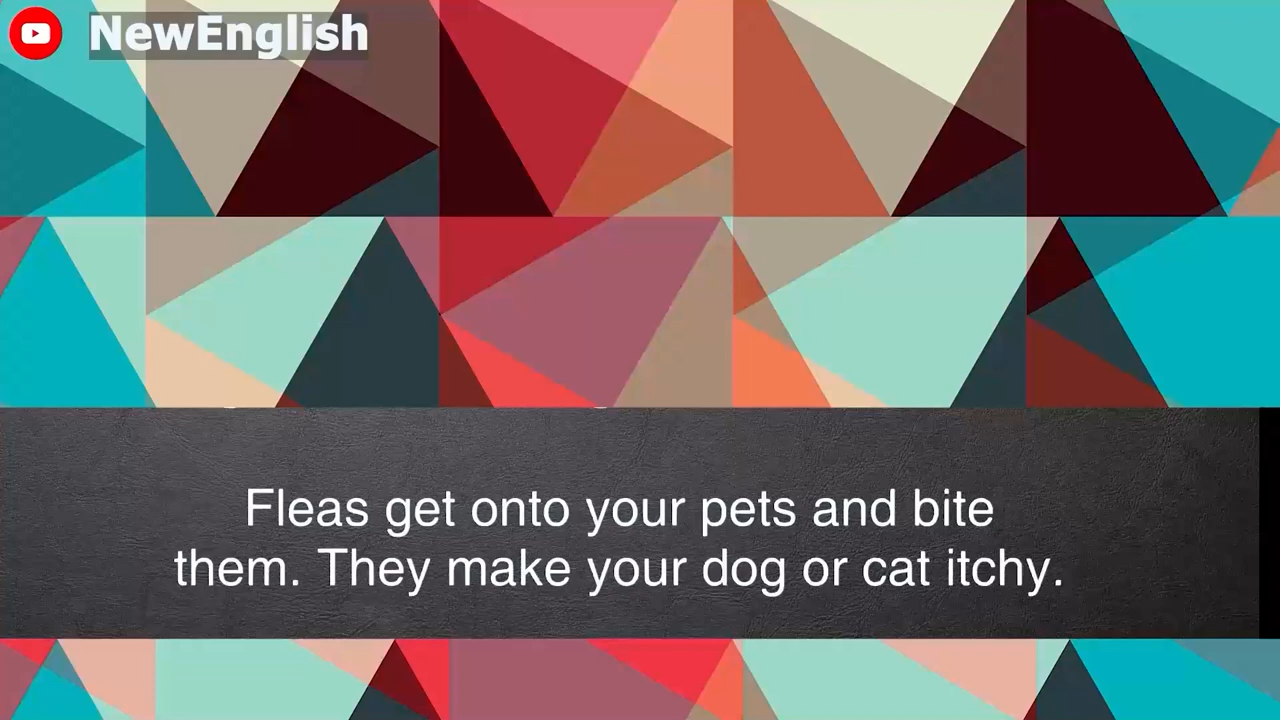 NewEnglish
Fleas get onto your pets and bite
them. They make your dog or cat itchy.